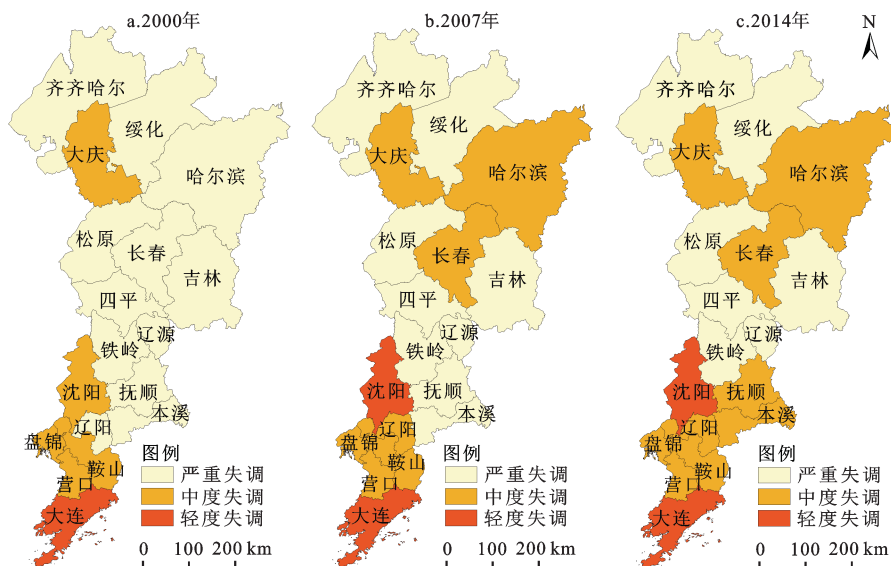 a.2000年
齐齐哈尔
绥化
大庆
哈尔滨
松原
长春
吉林
四平
辽源
铁岭
沈阳
抚顺
本溪
辽阳
盘锦
鞍山
营口
大连
图例
严重失调
中度失调
轻度失调
0 100 200 km
b.2007年
齐齐哈尔
绥化
大庆
哈尔滨
松原
长春
吉林
四平
辽源
铁岭
沈阳
抚顺
本溪
辽阳
盘锦
鞍山
营口
大连
图例
严重失调
中度失调
轻度失调
0 100 200 km
c.2014年
N
齐齐哈尔
绥化
大庆
哈尔滨
松原
长春
吉林
四平
辽源
铁岭
沈阳
抚顺
本溪
辽阳
盘锦
鞍山
营口
大连
图例
严重失调
中度失调
轻度失调
0 100 200 km